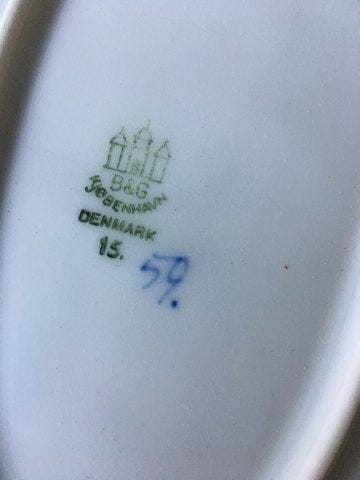 B&G
KJØBENHAVN
DENMARK
15.
59.